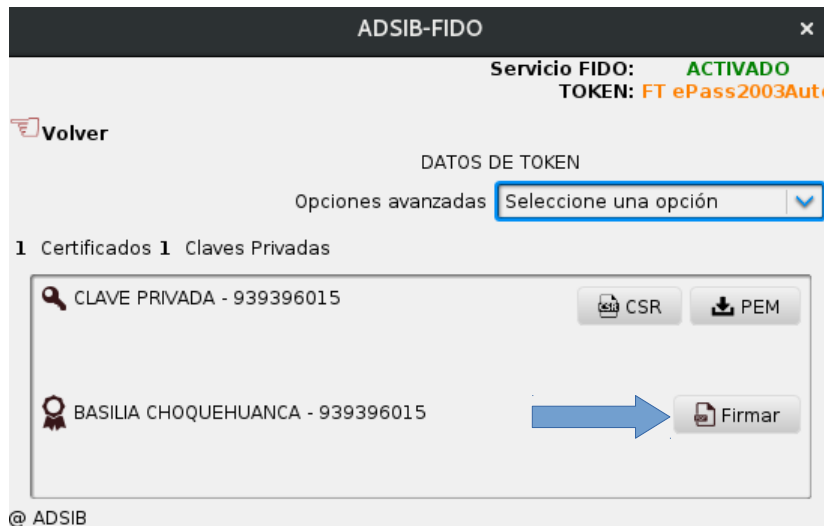 ADSIB-FIDO ×
Servicio FIDO: ACTIVADO
TOKEN: FT ePass2003Aut
Volver
DATOS DE TOKEN
Opciones avanzadas Seleccione una opción
1 Certificados 1 Claves Privadas
CLAVE PRIVADA - 939396015 CSR PEM
BASILIA CHOQUEHUANCA - 939396015 Firmar
@ ADSIB